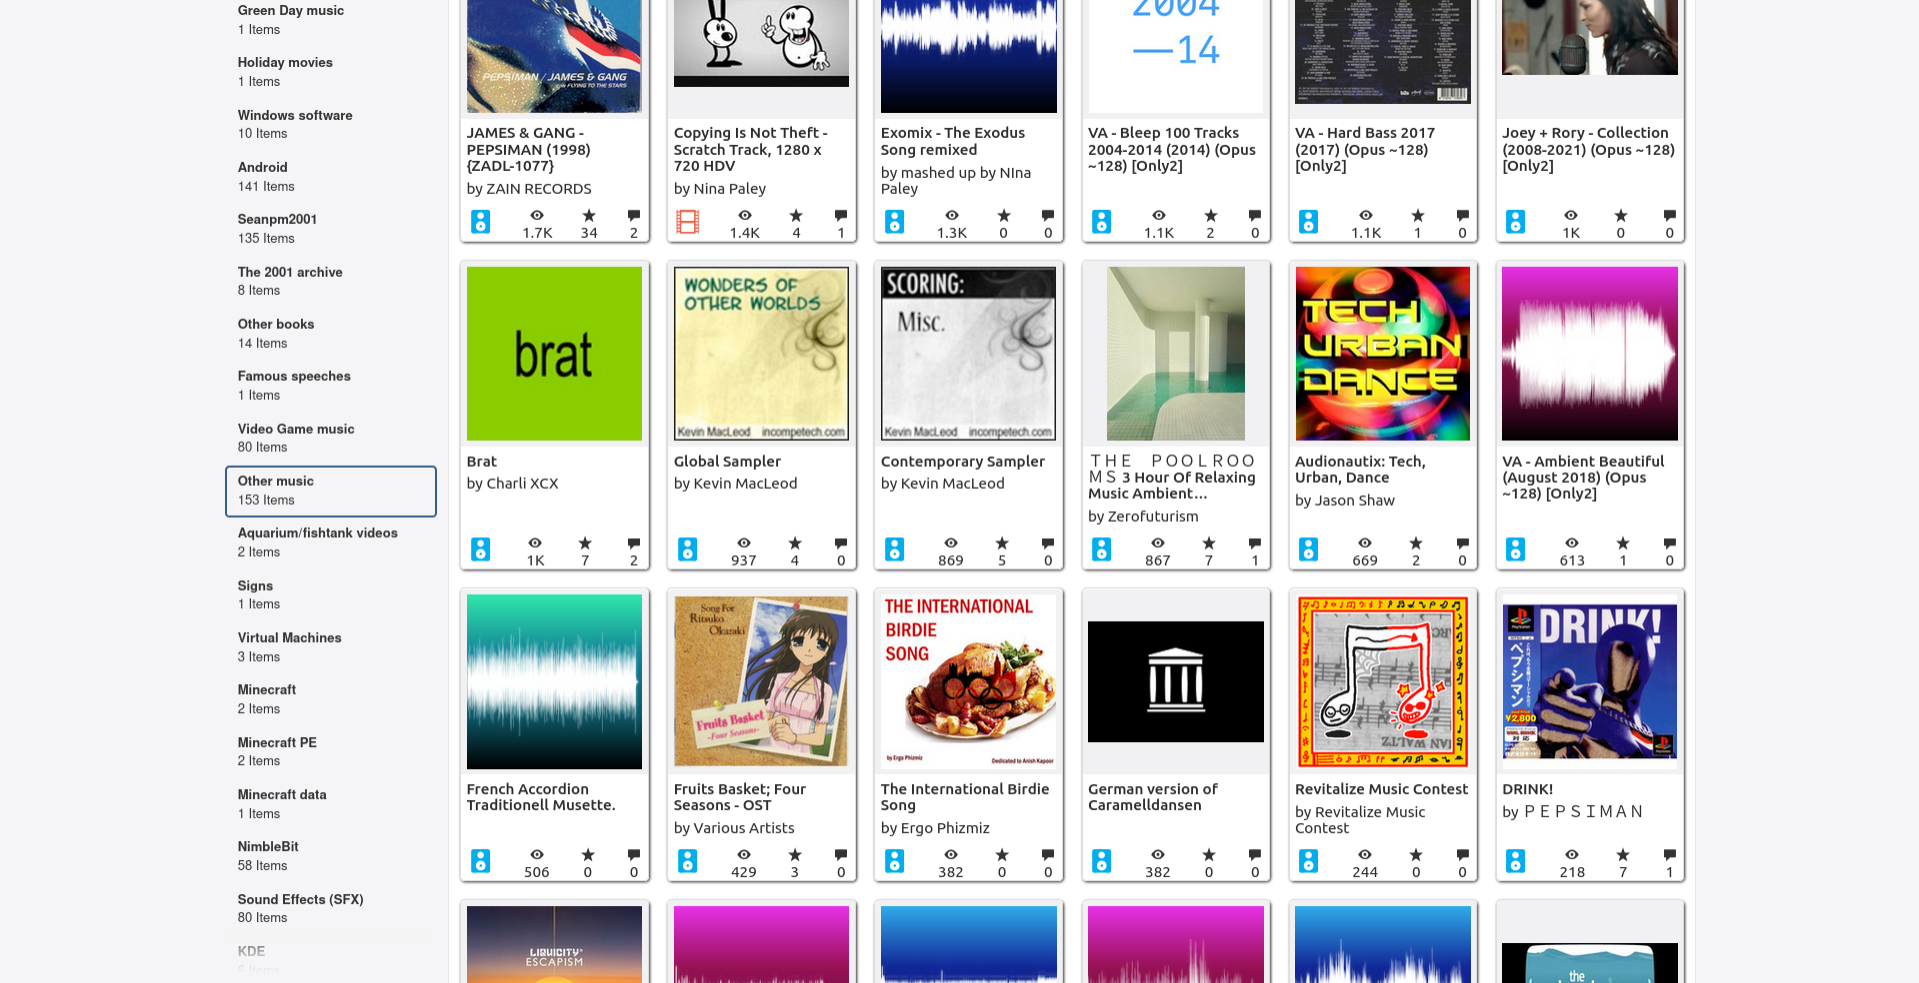 Green Day music
1 Items
Holiday movies
1 Items
Windows software
10 Items
Android
141 Items
Seanpm2001
135 Items
The 2001 archive
8 Items
Other books
14 Items
Famous speeches
1 Items
Video Game music
80 Items
Other music
153 Items
Aquarium/fishtank videos
2 Items
Signs
1 Items
Virtual Machines
3 Items
Minecraft
2 Items
Minecraft PE
2 Items
Minecraft data
1 Items
NimbleBit
58 Items
Sound Effects (SFX)
80 Items
KDE
6 Items
PEPSIMAN / JAMES & GANG
in FLYING TO THE STARS
JAMES & GANG -
PEPSIMAN (1998)
{ZADL-1077}
by ZAIN RECORDS
1.7K 34 2
Copying Is Not Theft -
Scratch Track, 1280 x
720 HDV
by Nina Paley
1.4K 4 1
Exomix - The Exodus
Song remixed
by mashed up by NIna
Paley
1.3K 0 0
2004
—14
VA - Bleep 100 Tracks
2004-2014 (2014) (Opus
~128) [Only2]
1.1K 2 0
VA - Hard Bass 2017
(2017) (Opus ~128)
[Only2]
1.1K 1 0
Joey + Rory - Collection
(2008-2021) (Opus ~128)
[Only2]
1K 0 0
brat
Brat
by Charli XCX
1K 7 2
WONDERS OF
OTHER WORLDS
Kevin MacLeod incompetech.com
Global Sampler
by Kevin MacLeod
937 4 0
SCORING:
Misc.
Kevin MacLeod incompetech.com
Contemporary Sampler
by Kevin MacLeod
869 5 0
ＴＨＥ　ＰＯＯＬＲＯＯ
ＭＳ 3 Hour Of Relaxing
Music Ambient...
by Zerofuturism
867 7 1
TECH
URBAN
DANCE
Audionautix: Tech,
Urban, Dance
by Jason Shaw
669 2 0
VA - Ambient Beautiful
(August 2018) (Opus
~128) [Only2]
613 1 0
French Accordion
Traditionell Musette.
506 0 0
Song For
Ritsuko
Okazaki
Fruits Basket
-Four Seasons-
Fruits Basket; Four
Seasons - OST
by Various Artists
429 3 0
THE INTERNATIONAL
BIRDIE
SONG
by Ergo Phizmiz Dedicated to Anish Kapoor
The International Birdie
Song
by Ergo Phizmiz
382 0 0
German version of
Caramelldansen
382 0 0
Revitalize Music Contest
by Revitalize Music
Contest
244 0 0
DRINK!
ペプシマン
¥2,800
DRINK!
by ＰＥＰＳＩＭＡＮ
218 7 1
LIQUICITY
ESCAPISM
the